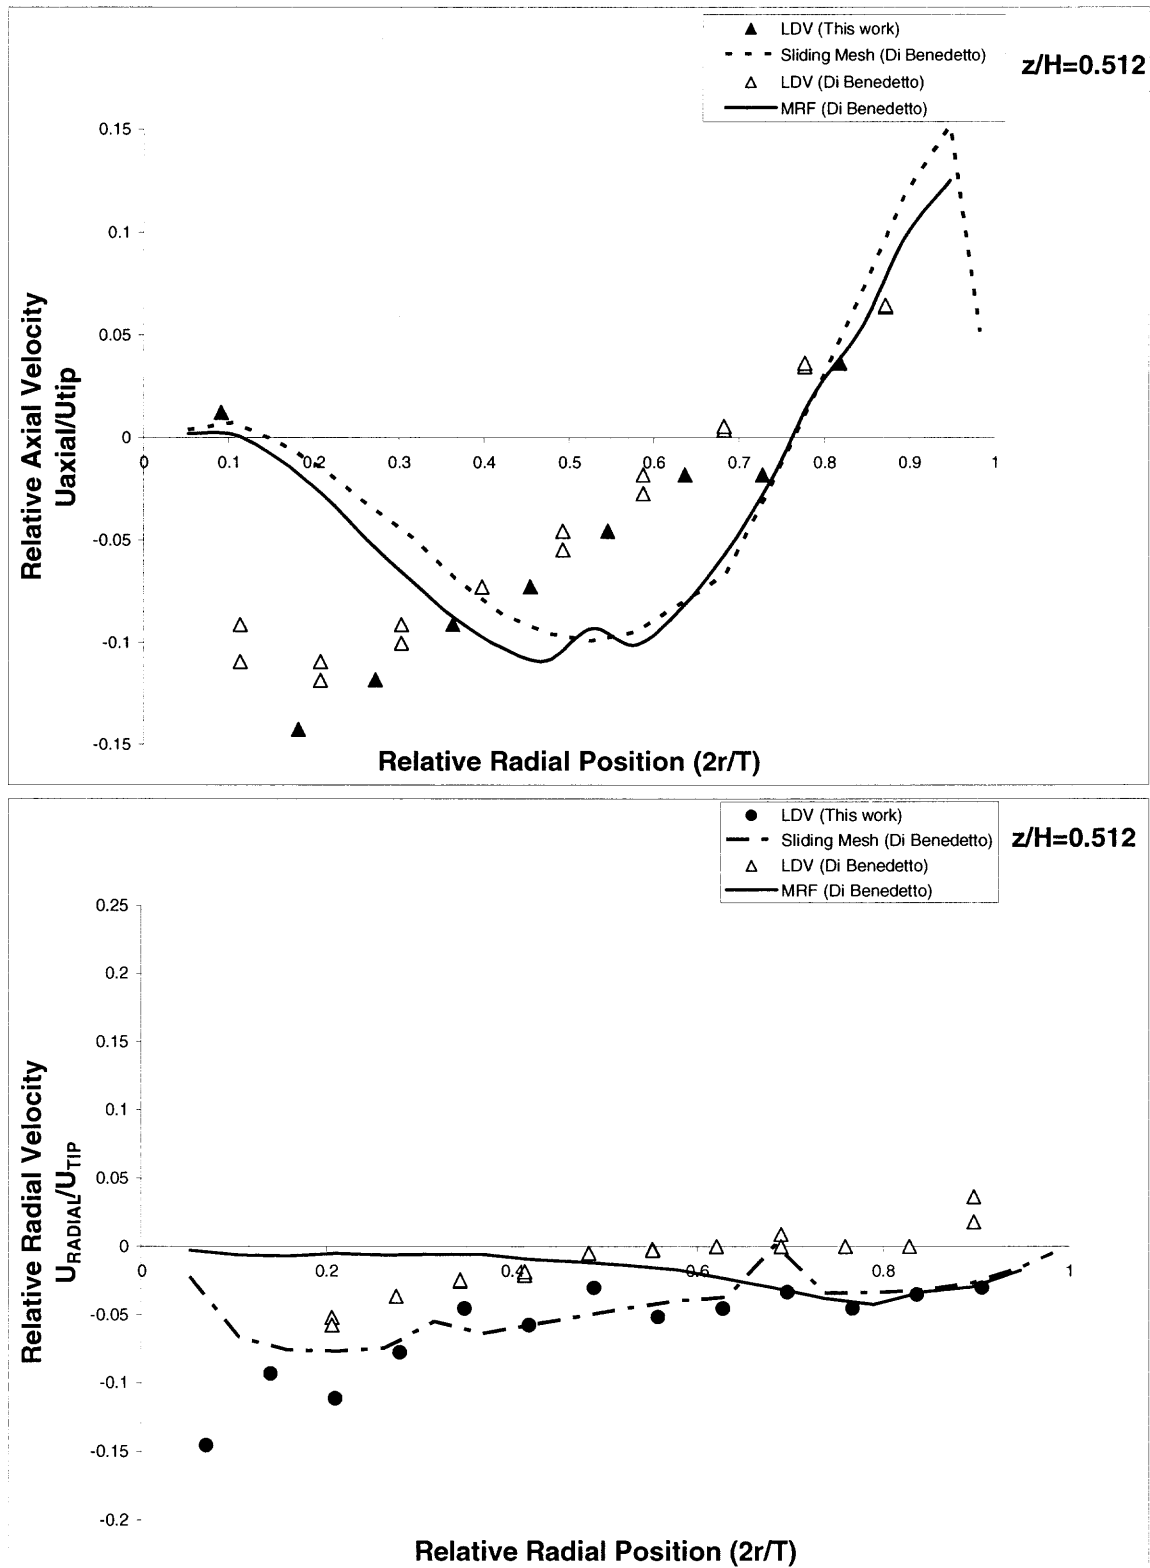 LDV (This work)
Sliding Mesh (Di Benedetto)
LDV (Di Benedetto)
MRF (Di Benedetto)
z/H=0.512
0.15
0.1
0.05
0
-0.05
-0.1
-0.15
0 0.1 0.2 0.3 0.4 0.5 0.6 0.7 0.8 0.9 1
Relative Axial Velocity
Uaxial/Utip
Relative Radial Position (2r/T)
LDV (This work)
Sliding Mesh (Di Benedetto)
LDV (Di Benedetto)
MRF (Di Benedetto)
z/H=0.512
0.25
0.2
0.15
0.1
0.05
0
-0.05
-0.1
-0.15
-0.2
0 0.2 0.4 0.6 0.8 1
Relative Radial Velocity
U_RADIAL/U_TIP
Relative Radial Position (2r/T)